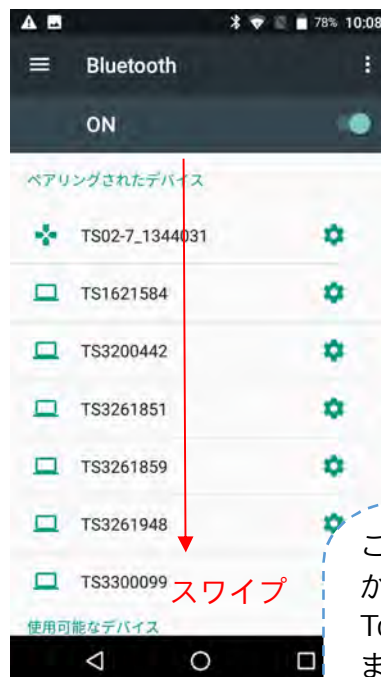 78% 10:08
Bluetooth
ON
ペアリングされたデバイス
TS02-7_1344031
TS1621584
TS3200442
TS3261851
TS3261859
TS3261948
TS3300099
スワイプ
使用可能なデバイス
こ
か
To
ま